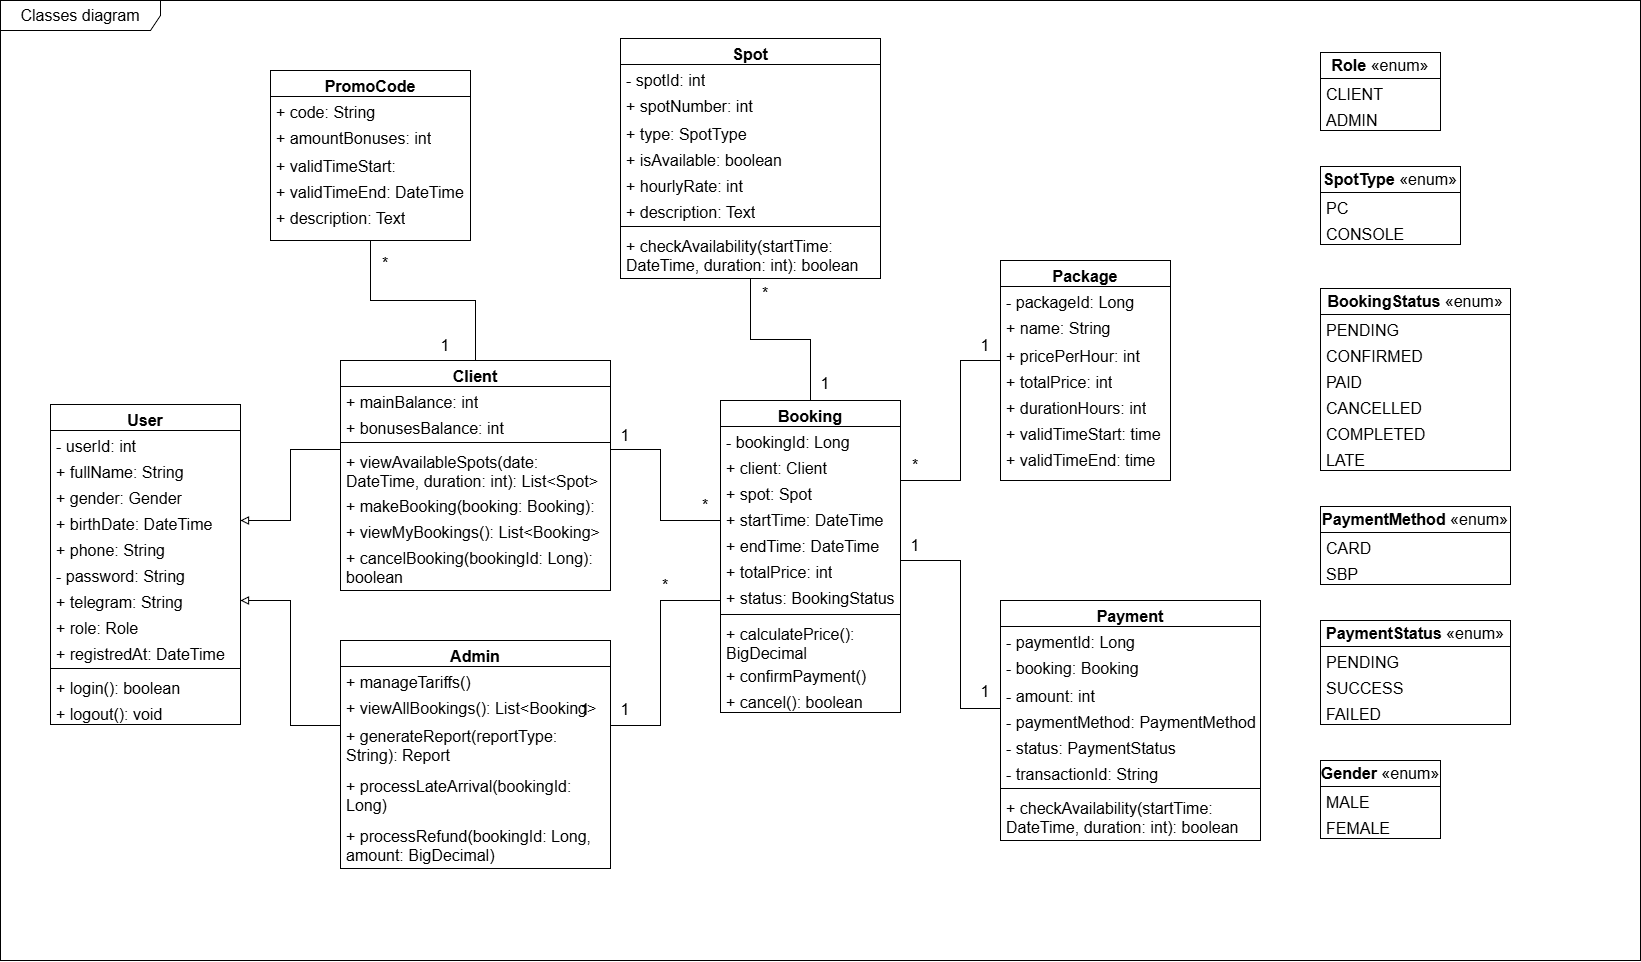 Classes diagram
PromoCode
+ code: String
+ amountBonuses: int
+ validTimeStart:
+ validTimeEnd: DateTime
+ description: Text
*
1
Spot
- spotId: int
+ spotNumber: int
+ type: SpotType
+ isAvailable: boolean
+ hourlyRate: int
+ description: Text
+ checkAvailability(startTime:
DateTime, duration: int): boolean
*
1
User
- userId: int
+ fullName: String
+ gender: Gender
+ birthDate: DateTime
+ phone: String
- password: String
+ telegram: String
+ role: Role
+ registredAt: DateTime
+ login(): boolean
+ logout(): void
Client
+ mainBalance: int
+ bonusesBalance: int
+ viewAvailableSpots(date:
DateTime, duration: int): List<Spot>
+ makeBooking(booking: Booking):
+ viewMyBookings(): List<Booking>
+ cancelBooking(bookingId: Long):
boolean
1
*
Admin
+ manageTariffs()
+ viewAllBookings(): List<Booking>
1
+ generateReport(reportType:
String): Report
+ processLateArrival(bookingId:
Long)
+ processRefund(bookingId: Long,
amount: BigDecimal)
*
1
Booking
- bookingId: Long
+ client: Client
+ spot: Spot
+ startTime: DateTime
+ endTime: DateTime
+ totalPrice: int
+ status: BookingStatus
+ calculatePrice():
BigDecimal
+ confirmPayment()
+ cancel(): boolean
1
*
1
1
Package
- packageId: Long
+ name: String
+ pricePerHour: int
+ totalPrice: int
+ durationHours: int
+ validTimeStart: time
+ validTimeEnd: time
Payment
- paymentId: Long
- booking: Booking
- amount: int
- paymentMethod: PaymentMethod
- status: PaymentStatus
- transactionId: String
+ checkAvailability(startTime:
DateTime, duration: int): boolean
Role «enum»
CLIENT
ADMIN
SpotType «enum»
PC
CONSOLE
BookingStatus «enum»
PENDING
CONFIRMED
PAID
CANCELLED
COMPLETED
LATE
PaymentMethod «enum»
CARD
SBP
PaymentStatus «enum»
PENDING
SUCCESS
FAILED
Gender «enum»
MALE
FEMALE